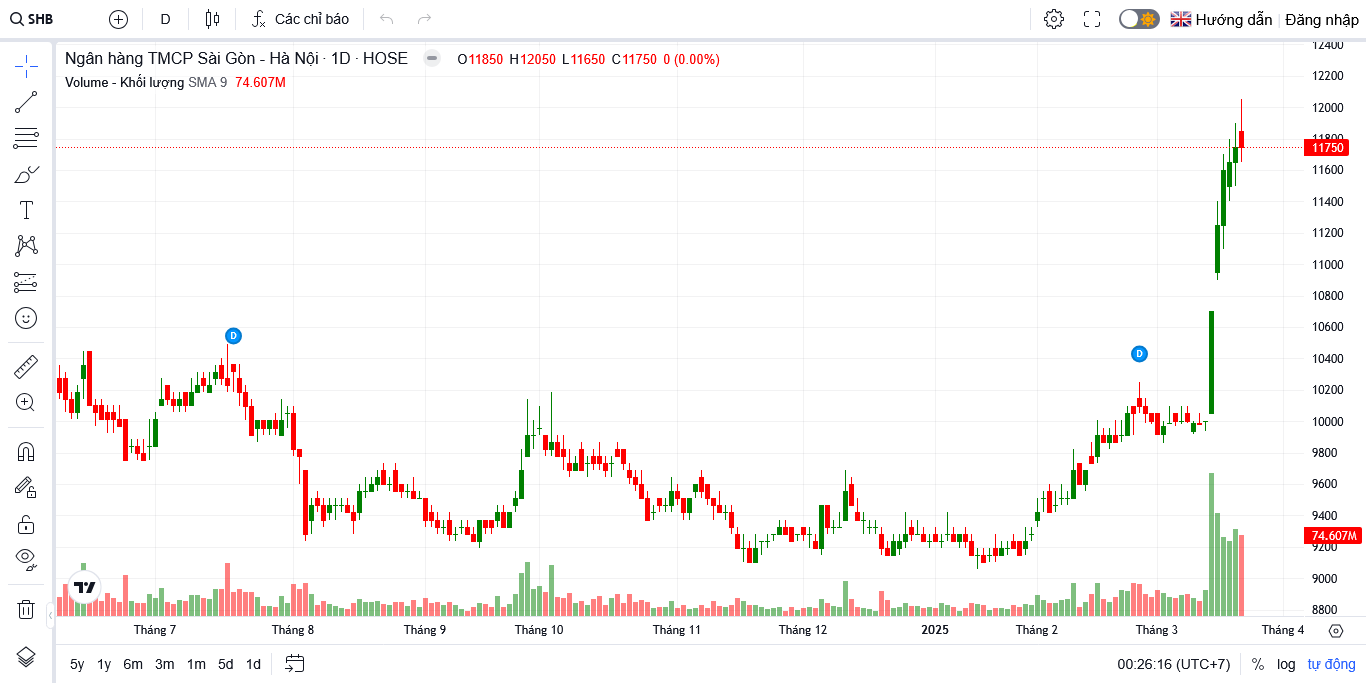 SHB D Các chỉ báo Hướng dẫn Đăng nhập
Ngân hàng TMCP Sài Gòn - Hà Nội · 1D · HOSE O11850 H12050 L11650 C11750 0 (0.00%)
Volume - Khối lượng SMA 9 74.607M
12400
12200
12000
11800
11750
11600
11400
11200
11000
10800
10600
10400
10200
10000
9800
9600
9400
74.607M
9200
9000
8800
D
D
Tháng 7 Tháng 8 Tháng 9 Tháng 10 Tháng 11 Tháng 12 2025 Tháng 2 Tháng 3 Tháng 4
5y 1y 6m 3m 1m 5d 1d 00:26:16 (UTC+7) % log tự động